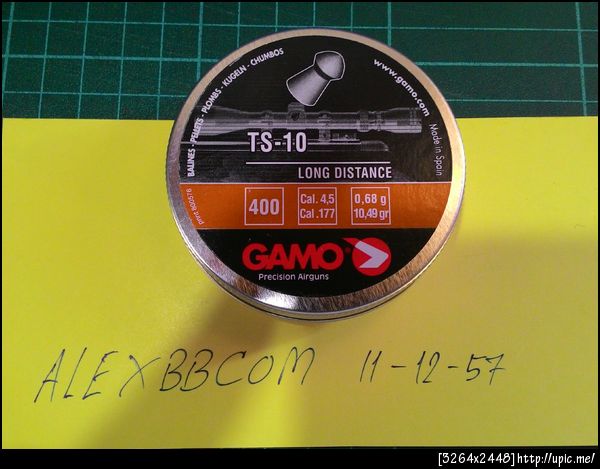 BALINES - PELLETS - PLOMBS - KUGELN - CHUMBOS
www.gamo.com
Made in Spain
TS-10
LONG DISTANCE
400
Cal. 4,5
Cal .177
0,68 g
10,49 gr
GAMO
Precision Airguns
ALEXBBCOM 11-12-57
[3264x2448]http://upic.me/